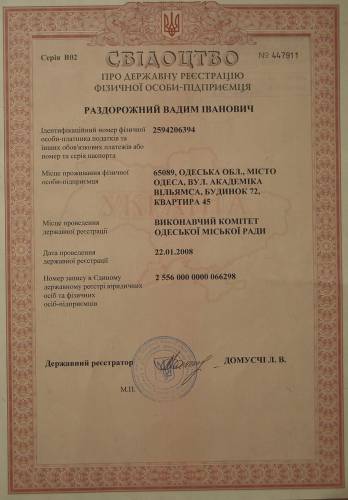 Серія В02
№ 447911
СВІДОЦТВО
ПРО ДЕРЖАВНУ РЕЄСТРАЦІЮ
ФІЗИЧНОЇ ОСОБИ-ПІДПРИЄМЦЯ
РАЗДОРОЖНИЙ ВАДИМ ІВАНОВИЧ
Ідентифікаційний номер фізичної 2594206394
особи-платника податків та
інших обов'язкових платежів або
номер та серія паспорта
Місце проживання фізичної 65089, ОДЕСЬКА ОБЛ., МІСТО
особи-підприємця ОДЕСА, ВУЛ. АКАДЕМІКА
ВІЛЬЯМСА, БУДИНОК 72,
КВАРТИРА 45
Місце проведення ВИКОНАВЧИЙ КОМІТЕТ
державної реєстрації ОДЕСЬКОЇ МІСЬКОЇ РАДИ
Дата проведення 22.01.2008
державної реєстрації
Номер запису в Єдиному 2 556 000 0000 066298
державному реєстрі юридичних
осіб та фізичних
осіб-підприємців
Державний реєстратор ДОМУСЧІ Л. В.
М.П.